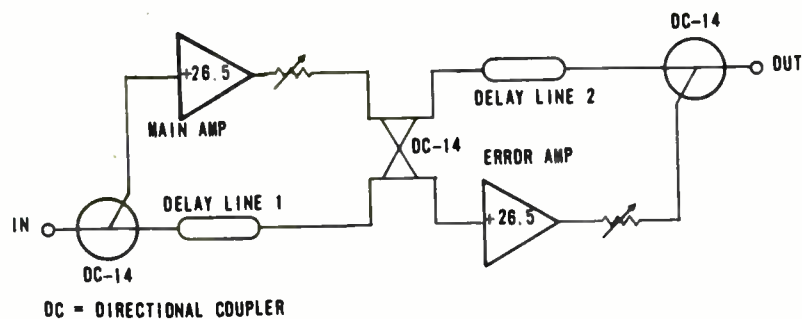 DC-14
+26.5
OUT
DELAY LINE 2
MAIN AMP
DC-14
ERROR AMP
DELAY LINE 1
+26.5
IN
DC-14
DC = DIRECTIONAL COUPLER